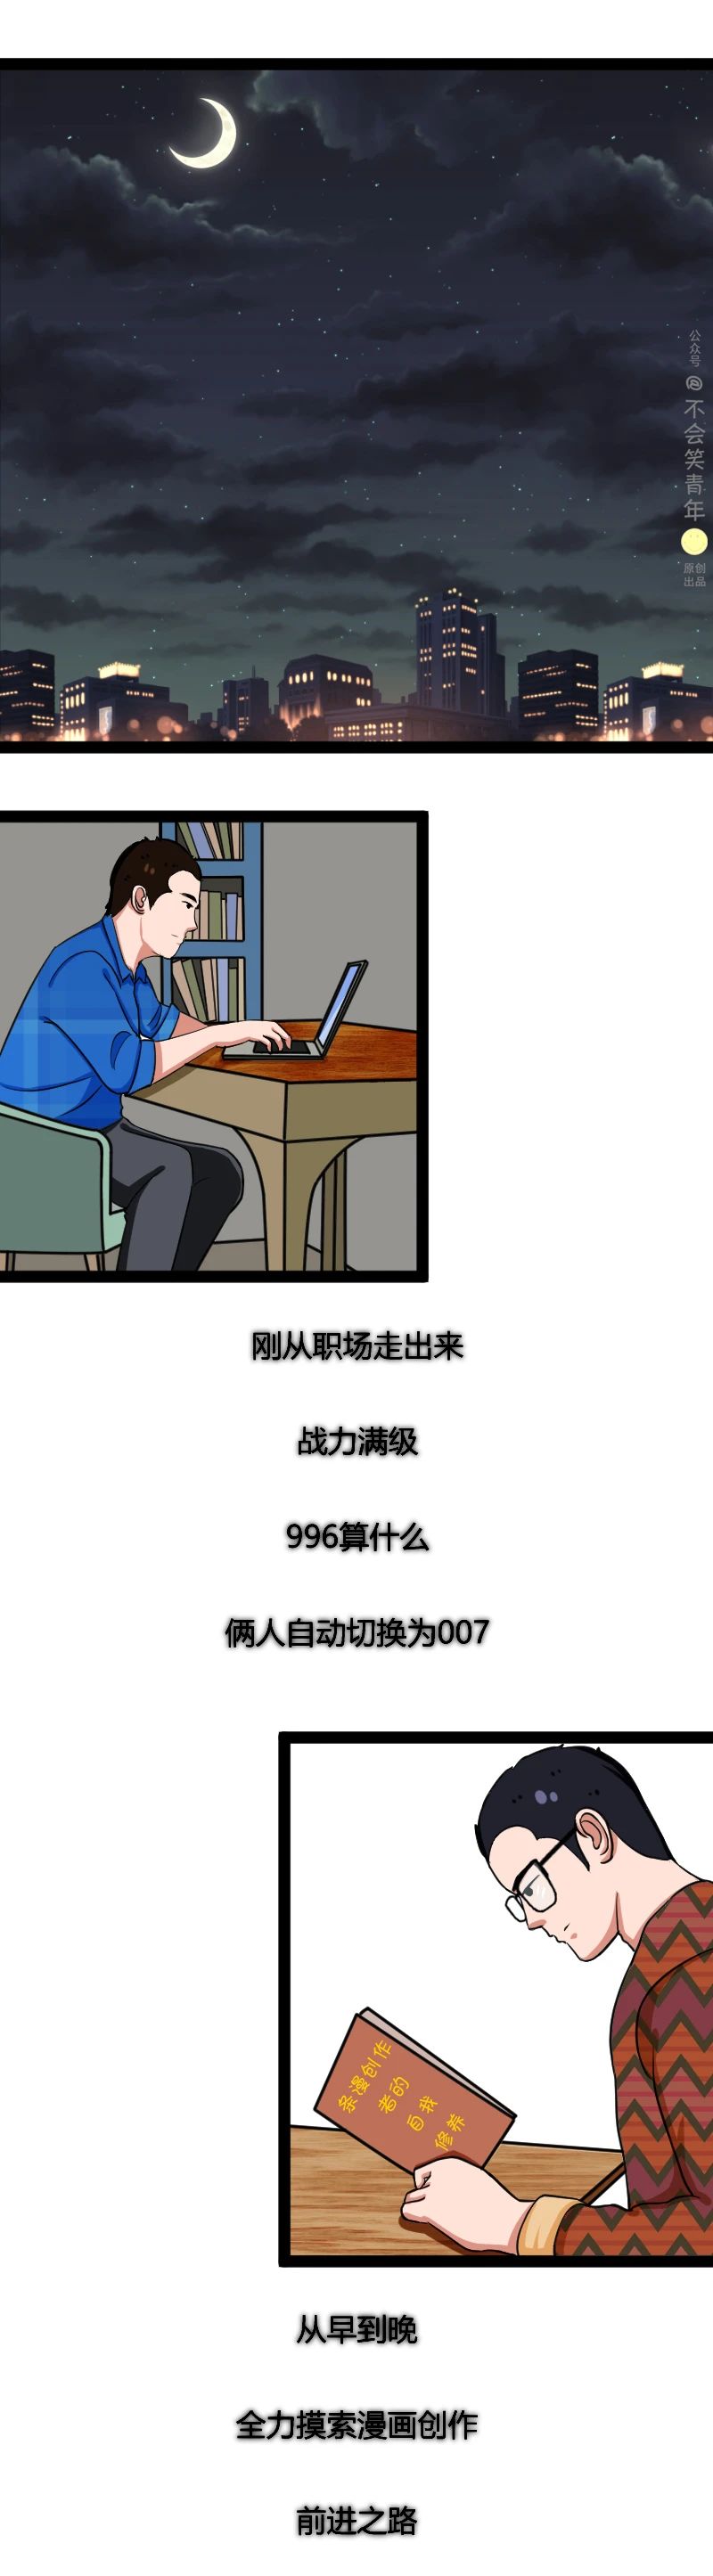 公众号
@不会笑青年
原创
出品
刚从职场走出来
战力满级
996算什么
俩人自动切换为007
条漫创作
者的
自我
修养
从早到晚
全力摸索漫画创作
前进之路